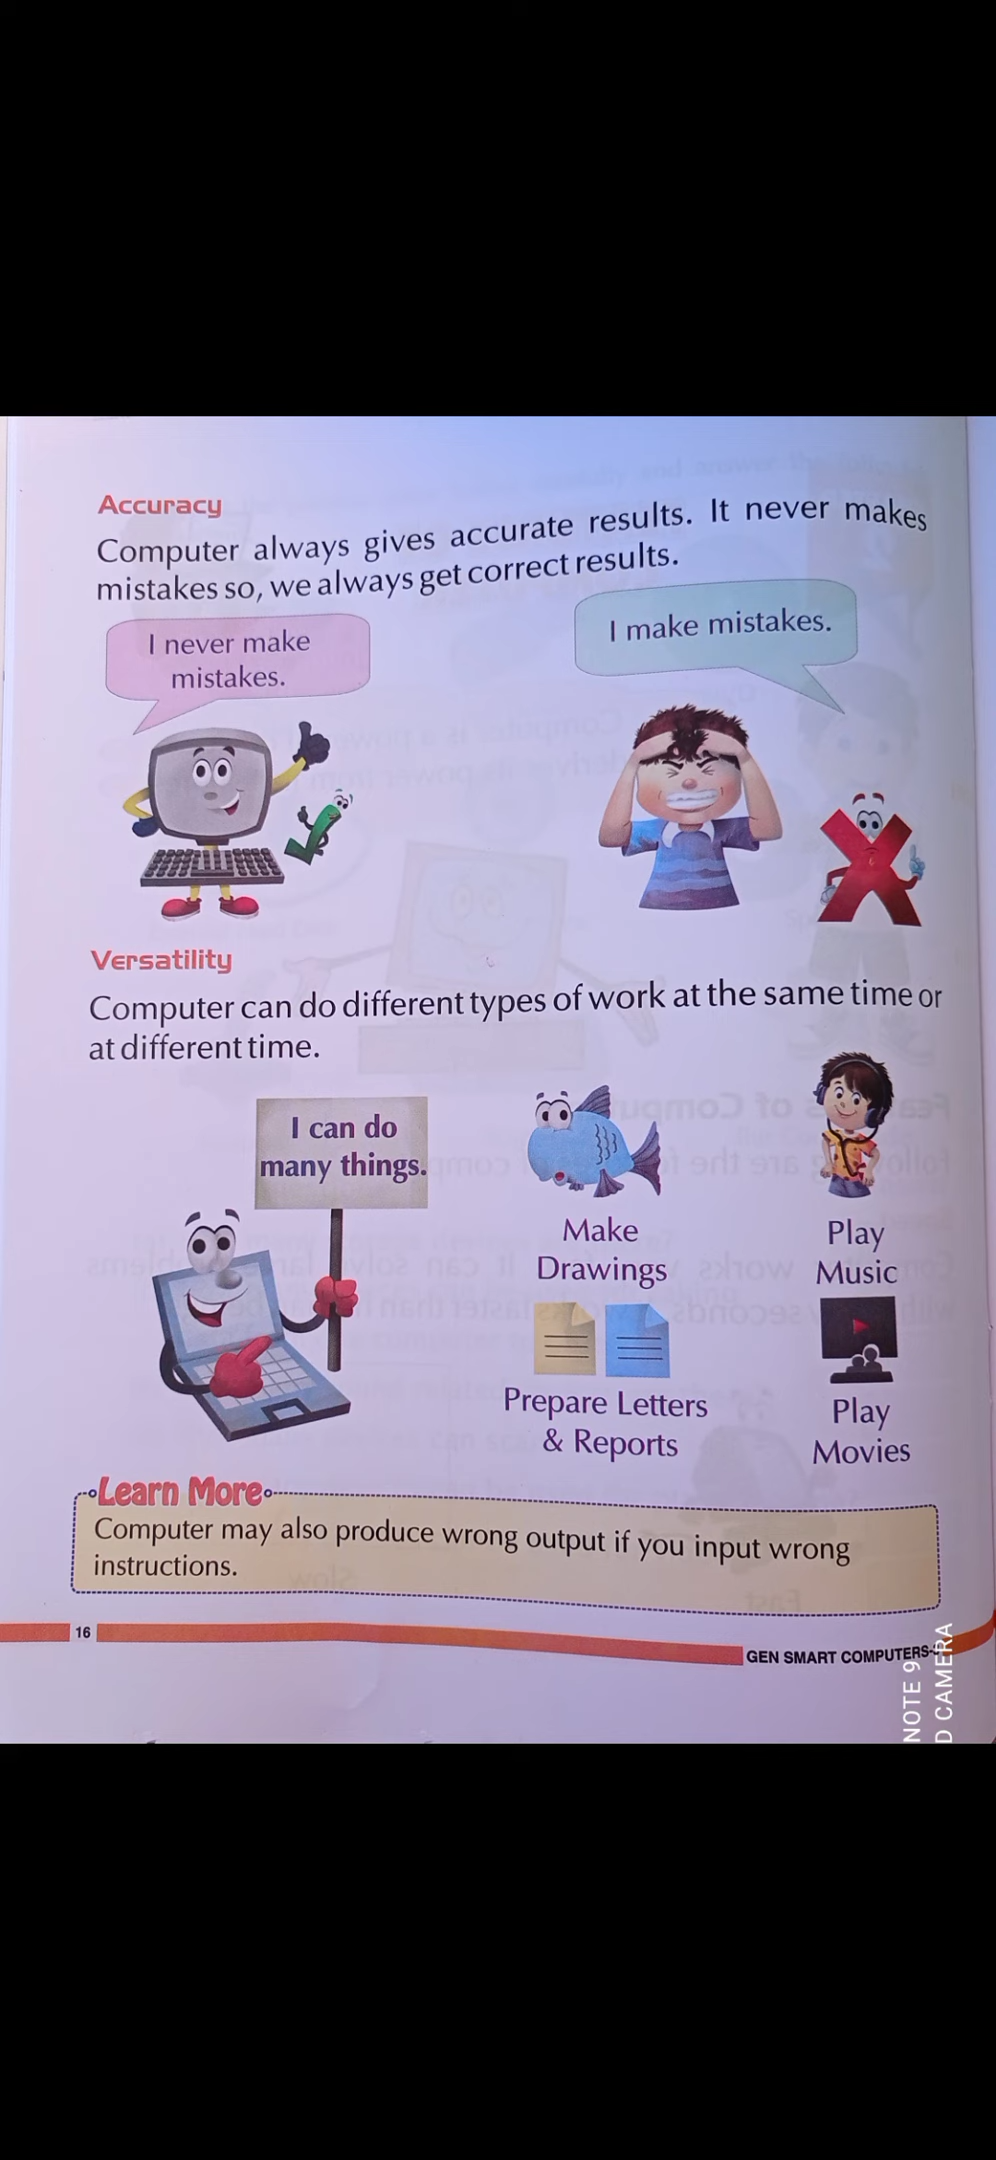 Accuracy
Computer always gives accurate results. It never makes
mistakes so, we always get correct results.
I never make
mistakes.
I make mistakes.
Versatility
Computer can do different types of work at the same time or
at different time.
I can do
many things.
Make
Drawings
Play
Music
Prepare Letters
& Reports
Play
Movies
Learn More
Computer may also produce wrong output if you input wrong
instructions.
16
GEN SMART COMPUTERS-
NOTE 9
D CAMERA